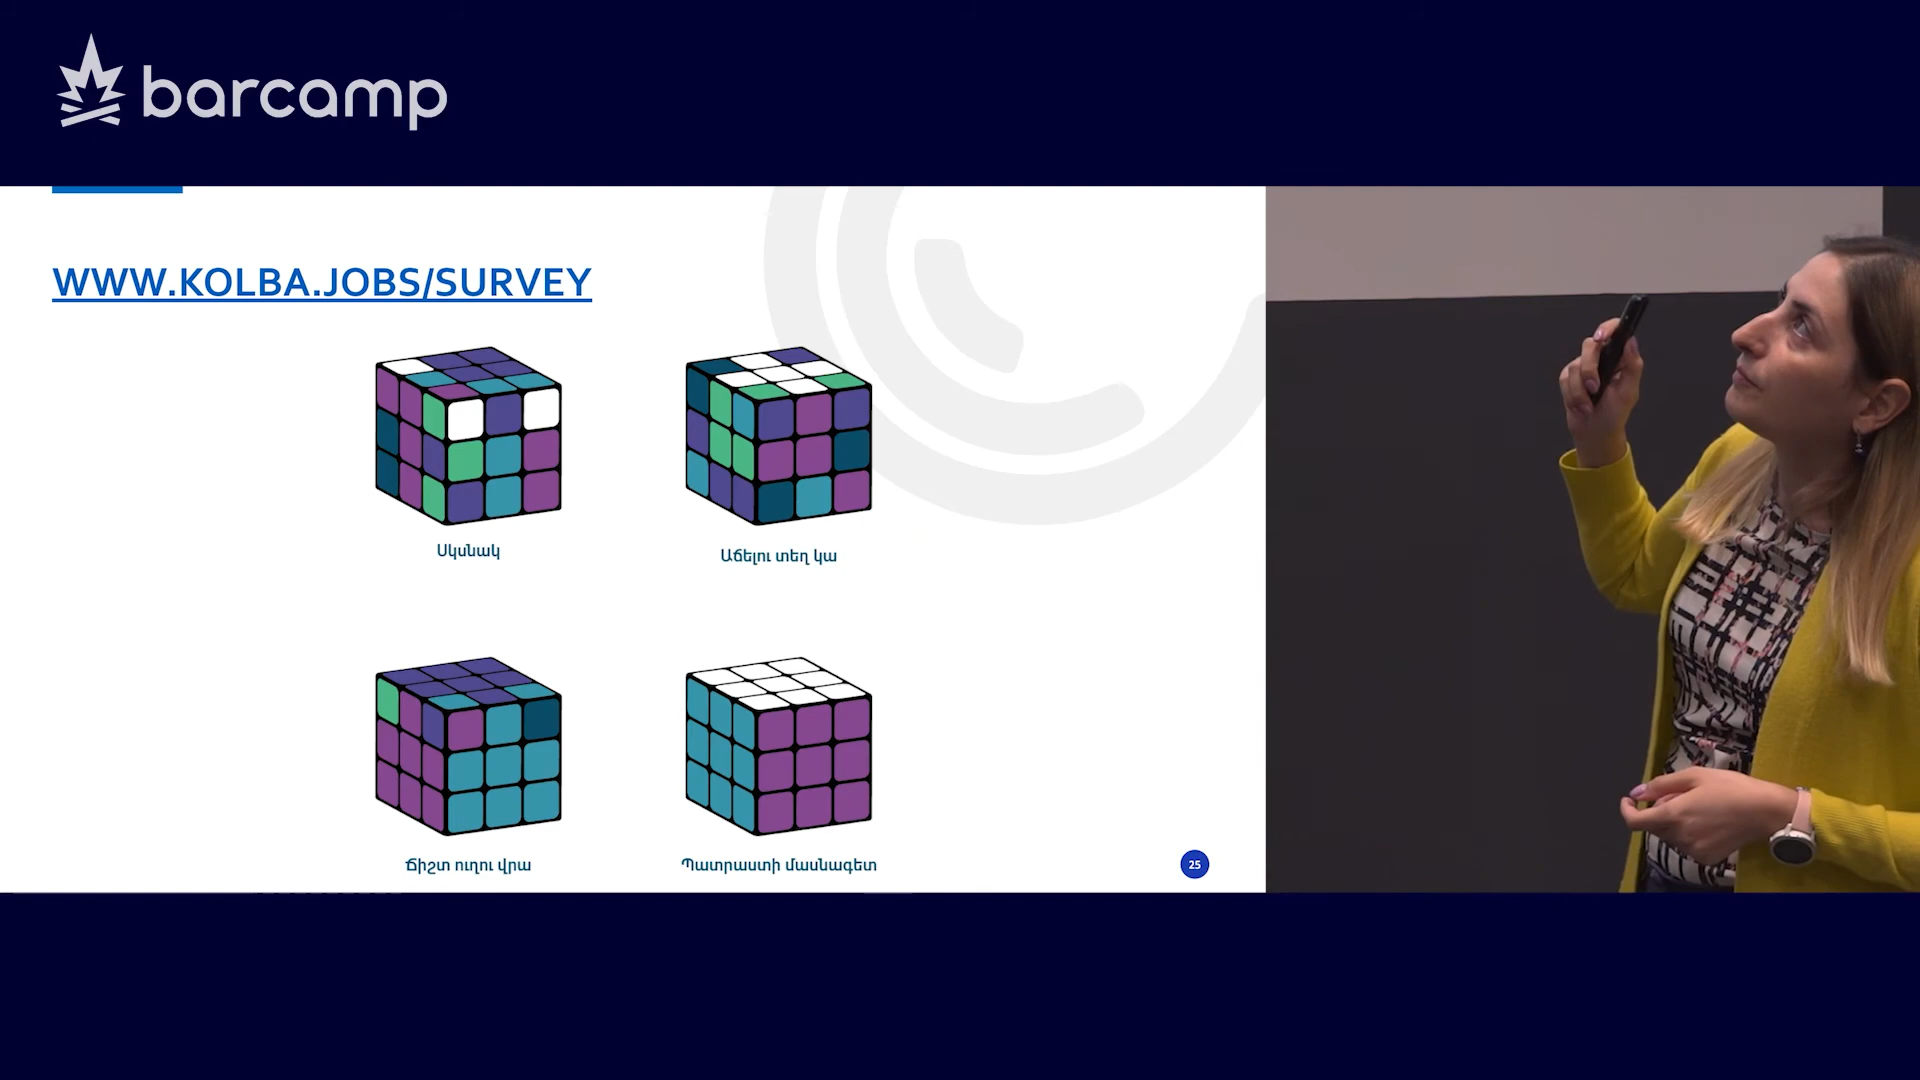 barcamp
WWW.KOLBA.JOBS/SURVEY
Սկսնակ
Աճելու տեղ կա
Ճիշտ ուղու վրա
Պատրաստի մասնագետ
25